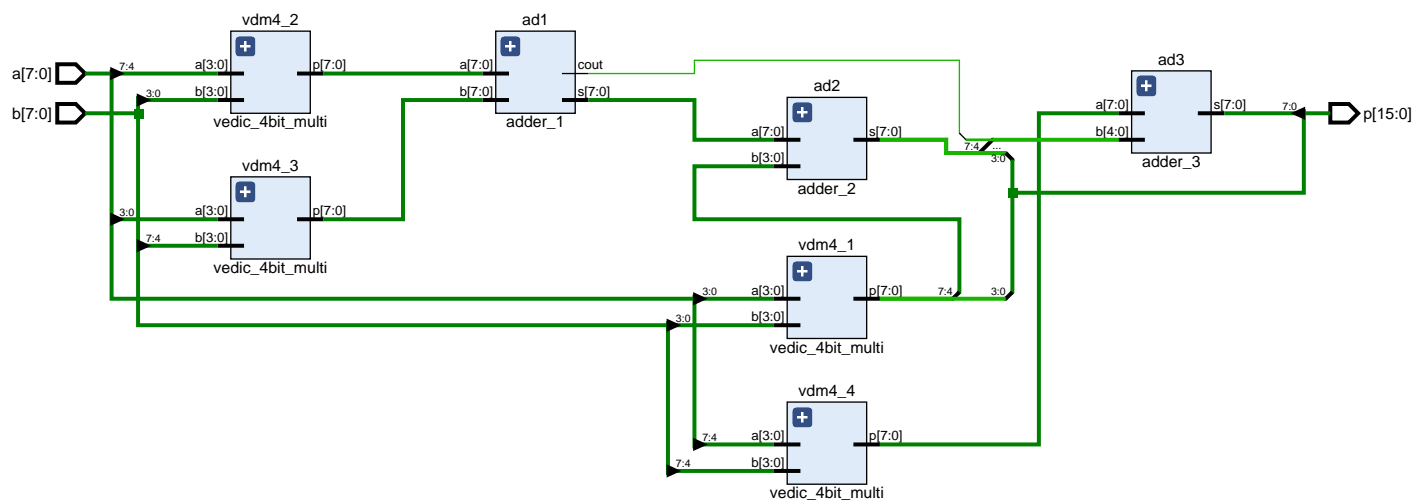 vdm4_2
a[3:0]
b[3:0]
p[7:0]
vedic_4bit_multi
ad1
a[7:0]
b[7:0]
cout
s[7:0]
adder_1
a[7:0]
b[7:0]
7:4
3:0
vdm4_3
3:0
7:4
a[3:0]
b[3:0]
p[7:0]
vedic_4bit_multi
ad2
a[7:0]
b[3:0]
s[7:0]
adder_2
7:4
...
3:0
ad3
a[7:0]
b[4:0]
s[7:0]
adder_3
7:0
p[15:0]
vdm4_1
3:0
3:0
a[3:0]
b[3:0]
p[7:0]
7:4
3:0
vedic_4bit_multi
vdm4_4
7:4
7:4
a[3:0]
b[3:0]
p[7:0]
vedic_4bit_multi